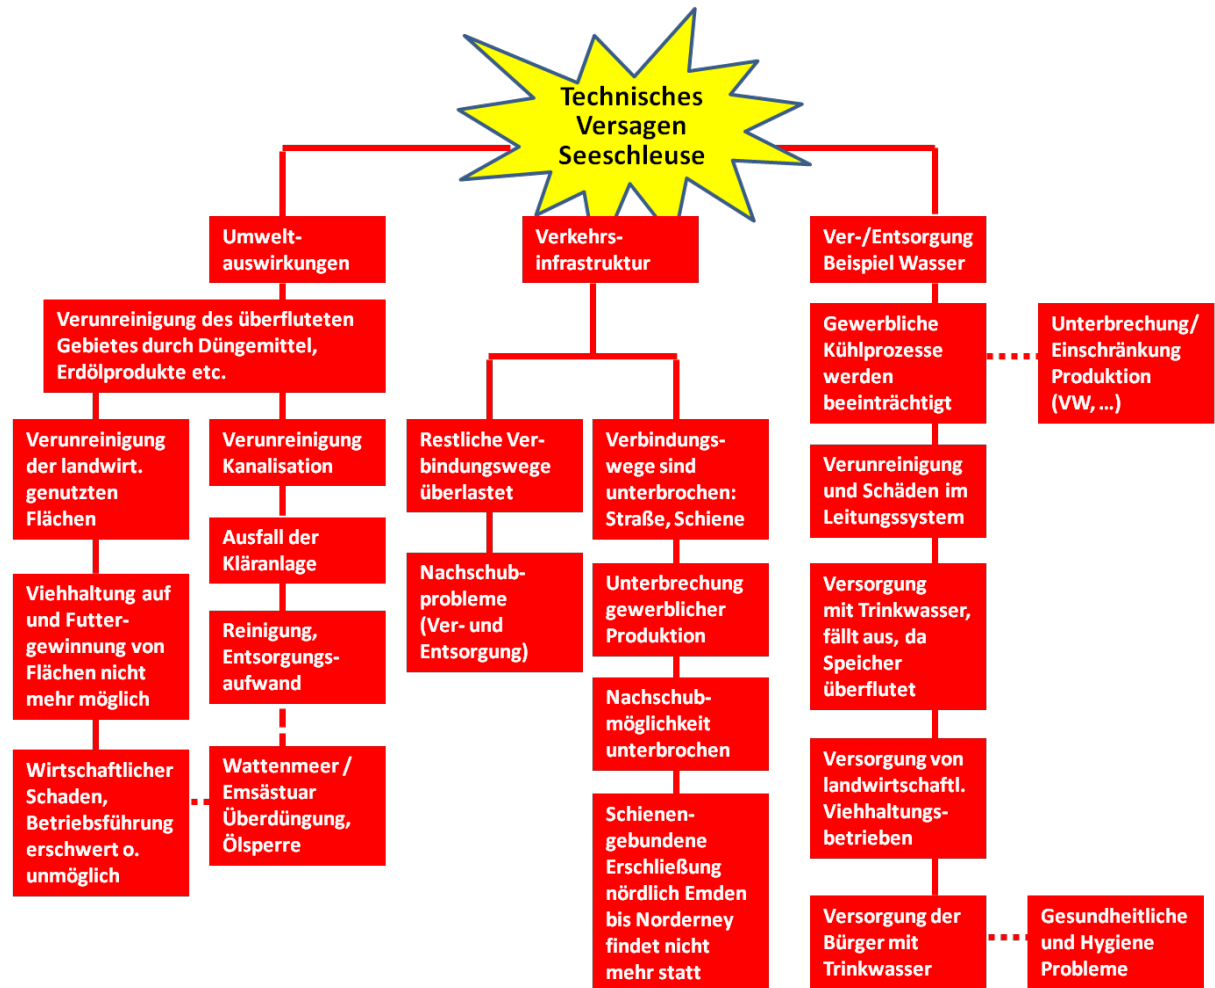 Technisches
Versagen
Seeschleuse
Umwelt-
auswirkungen
Verkehrs-
infrastruktur
Ver-/Entsorgung
Beispiel Wasser
Verunreinigung des überfluteten
Gebietes durch Düngemittel,
Erdölprodukte etc.
Gewerbliche
Kühlprozesse
werden
beeinträchtigt
Unterbrechung/
Einschränkung
Produktion
(VW, ...)
Verunreinigung
der landwirt.
genutzten
Flächen
Verunreinigung
Kanalisation
Restliche Ver-
bindungswege
überlastet
Verbindungs-
wege sind
unterbrochen:
Straße, Schiene
Verunreinigung
und Schäden im
Leitungssystem
Ausfall der
Kläranlage
Nachschub-
probleme
(Ver- und
Entsorgung)
Unterbrechung
gewerblicher
Produktion
Versorgung
mit Trinkwasser,
fällt aus, da
Speicher
überflutet
Viehhaltung auf
und Futter-
gewinnung von
Flächen nicht
mehr möglich
Reinigung,
Entsorgungs-
aufwand
Nachschub-
möglichkeit
unterbrochen
Wirtschaftlicher
Schaden,
Betriebsführung
erschwert o.
unmöglich
Wattenmeer /
Emsästuar
Überdüngung,
Ölsperre
Versorgung von
landwirtschaftl.
Viehhaltungs-
betrieben
Schienen-
gebundene
Erschließung
nördlich Emden
bis Norderney
findet nicht
mehr statt
Versorgung der
Bürger mit
Trinkwasser
Gesundheitliche
und Hygiene
Probleme